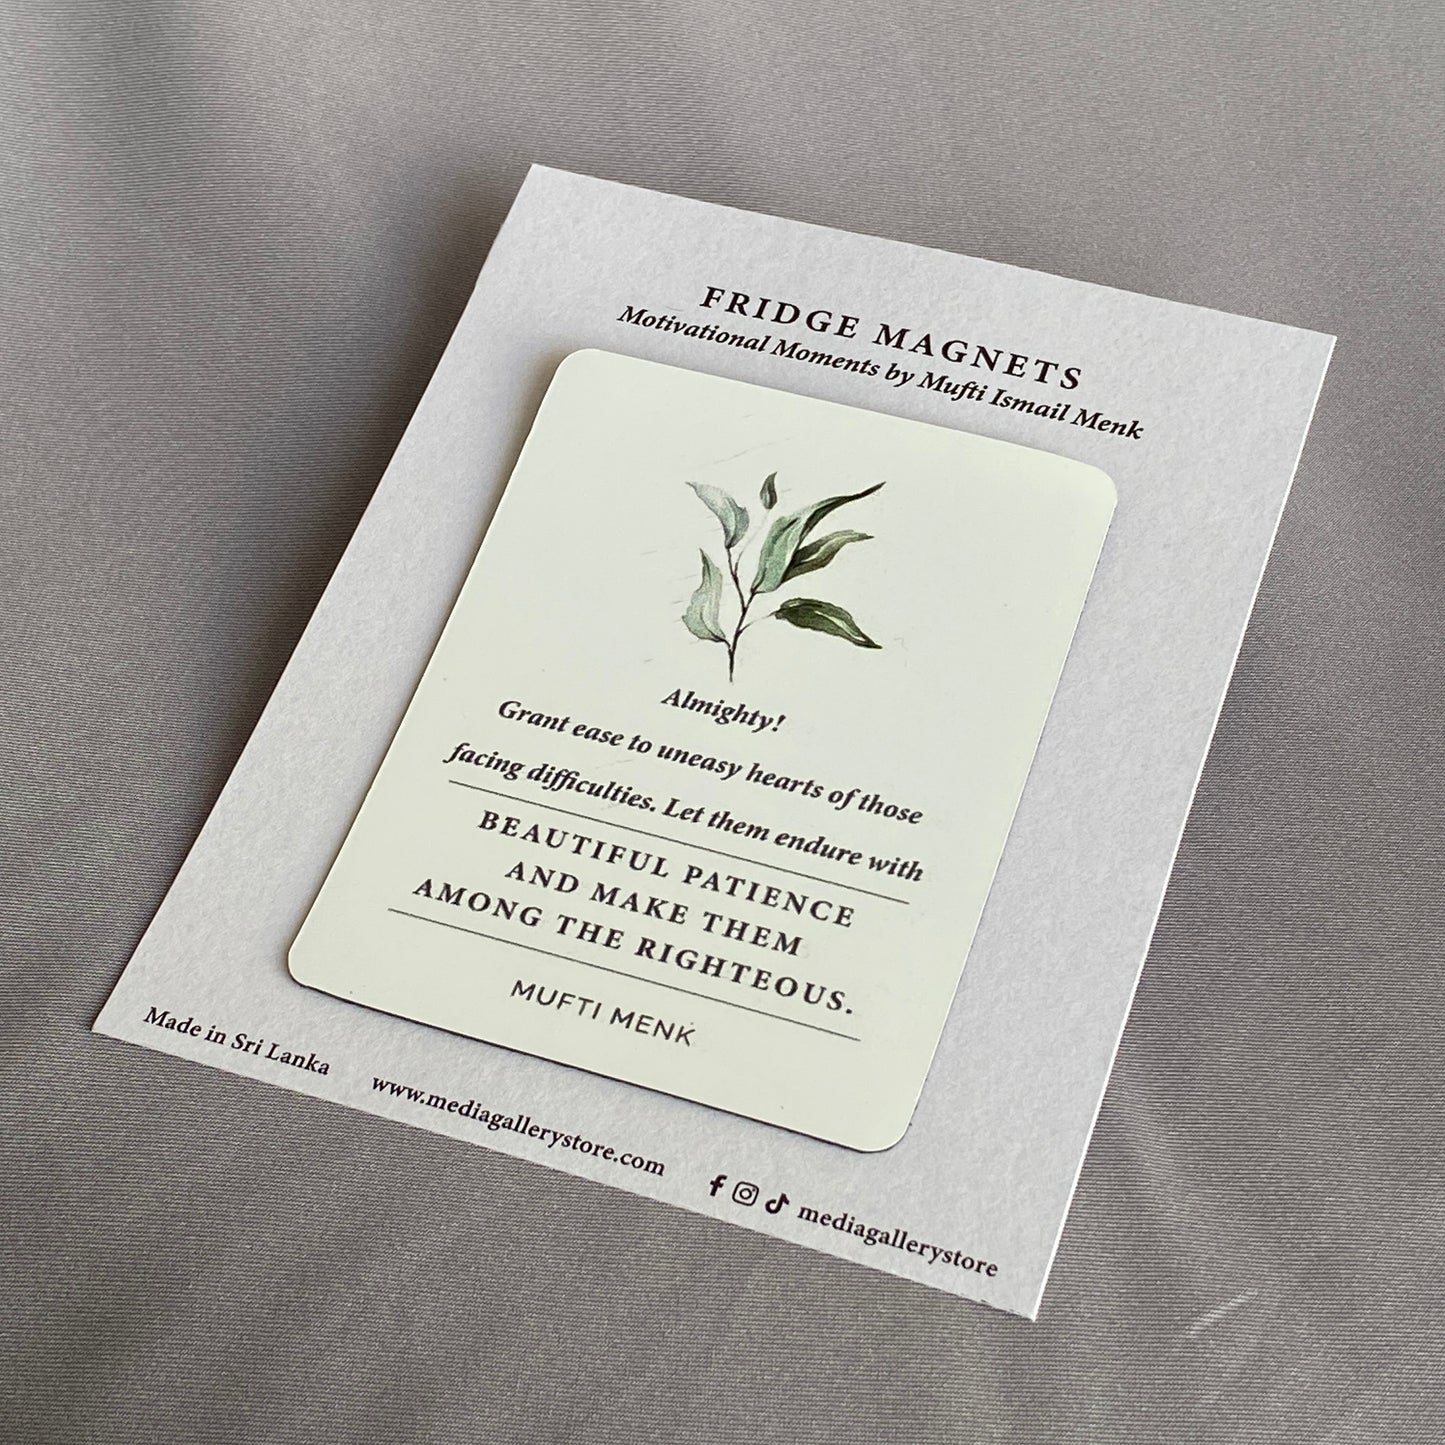 FRIDGE MAGNETS
Motivational Moments by Mufti Ismail Menk
Almighty!
Grant ease to uneasy hearts of those
facing difficulties. Let them endure with
BEAUTIFUL PATIENCE
AND MAKE THEM
AMONG THE RIGHTEOUS.
MUFTI MENK
Made in Sri Lanka www.mediagallerystore.com mediagallerystore